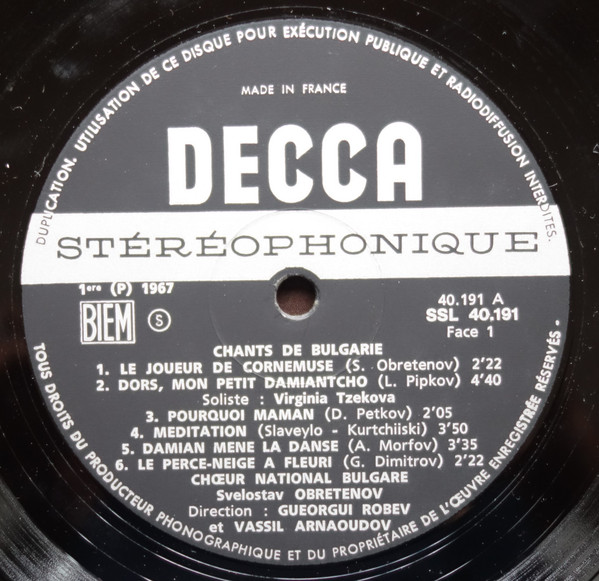 DUPLICATION. UTILISATION DE CE DISQUE POUR EXÉCUTION PUBLIQUE ET RADIODIFFUSION INTERDITES.
MADE IN FRANCE
DECCA
STÉRÉOPHONIQUE
1ere (P) 1967
BIEM
S
40.191 A
SSL 40.191
Face 1
CHANTS DE BULGARIE
1. LE JOUEUR DE CORNEMUSE (S. Obretenov) 2'22
2. DORS, MON PETIT DAMIANTCHO (L. Pipkov) 4'40
Soliste : Virginia Tzekova
3. POURQUOI MAMAN (D. Petkov) 2'05
4. MEDITATION (Slaveylo - Kurtchiiski) 3'50
5. DAMIAN MENE LA DANSE (A. Morfov) 3'35
6. LE PERCE-NEIGE A FLEURI (G. Dimitrov) 2'22
CHŒUR NATIONAL BULGARE
Svelostav OBRETENOV
Direction : GUEORGUI ROBEV
et VASSIL ARNAOUDOV
TOUS DROITS DU PRODUCTEUR PHONOGRAPHIQUE ET DU PROPRIÉTAIRE DE L'ŒUVRE ENREGISTRÉE RÉSERVÉS.